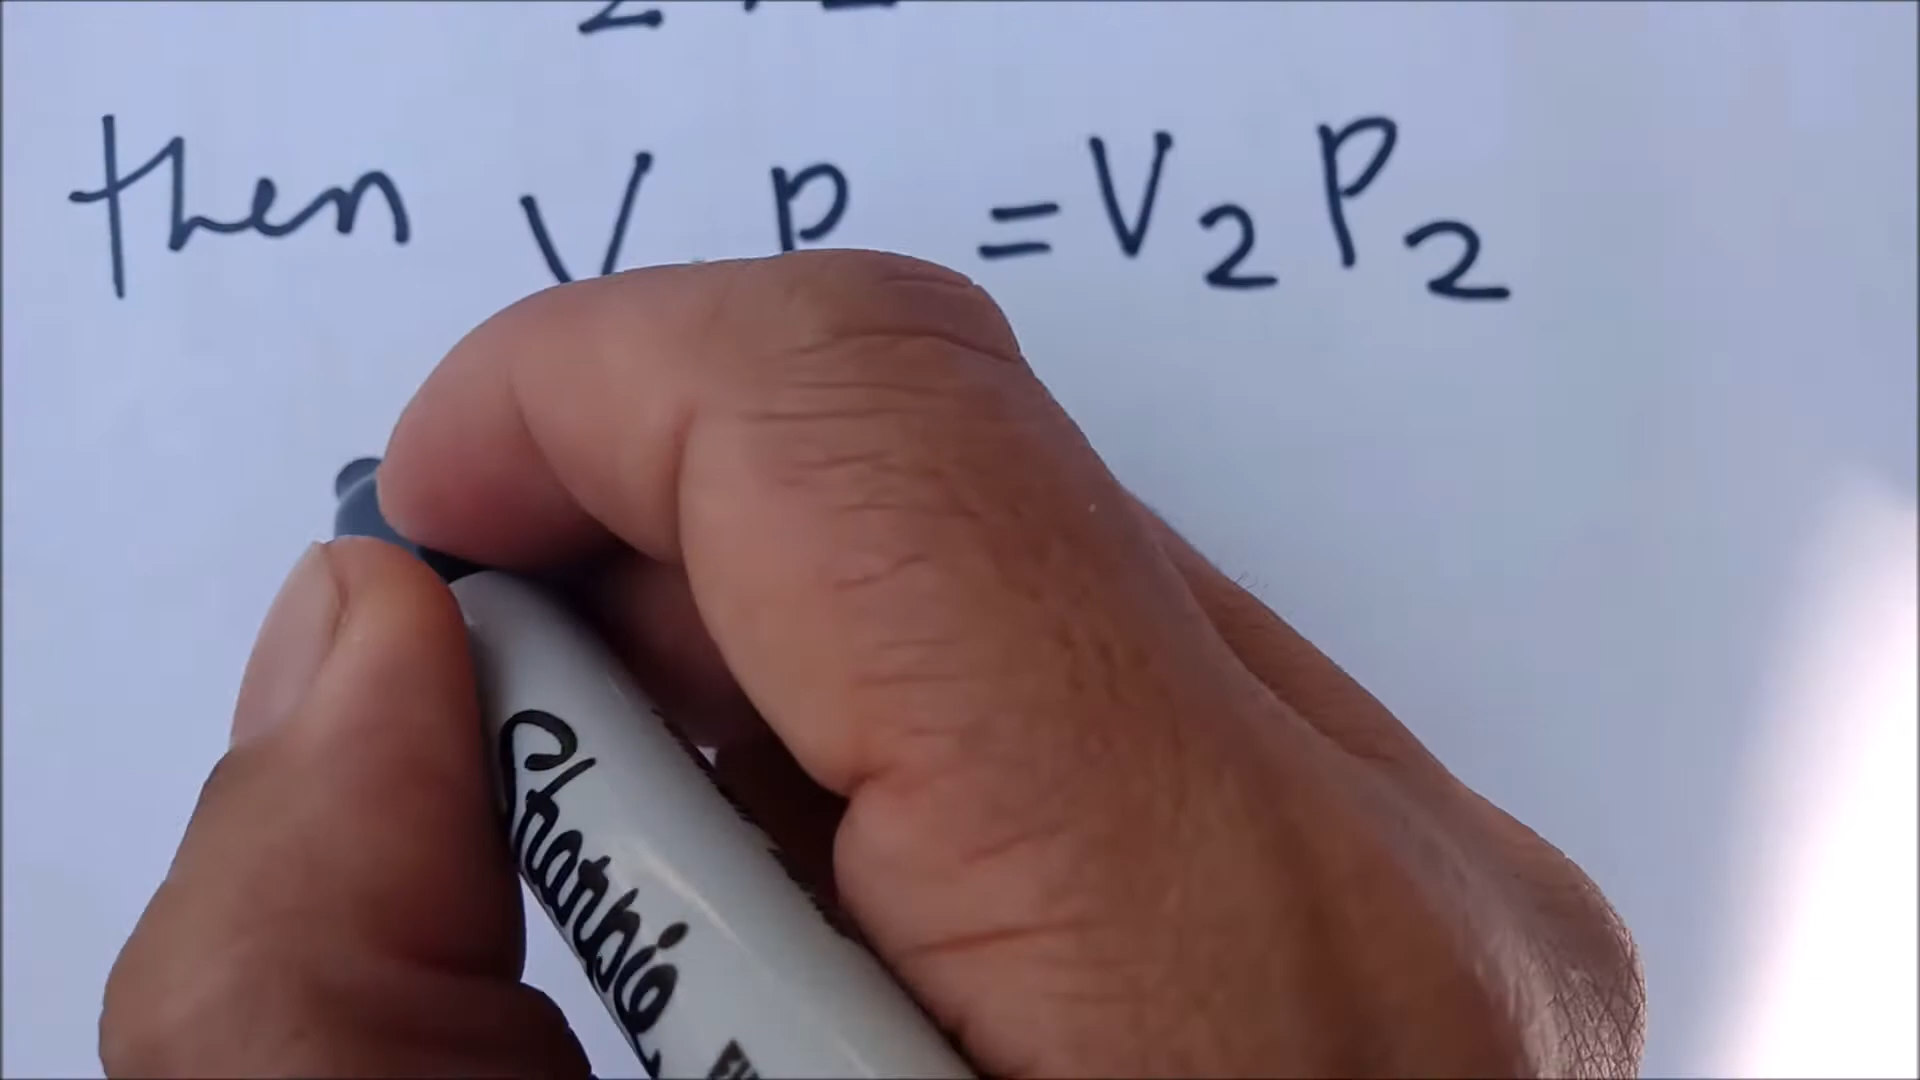 then V P = V2 P2
Sharpie